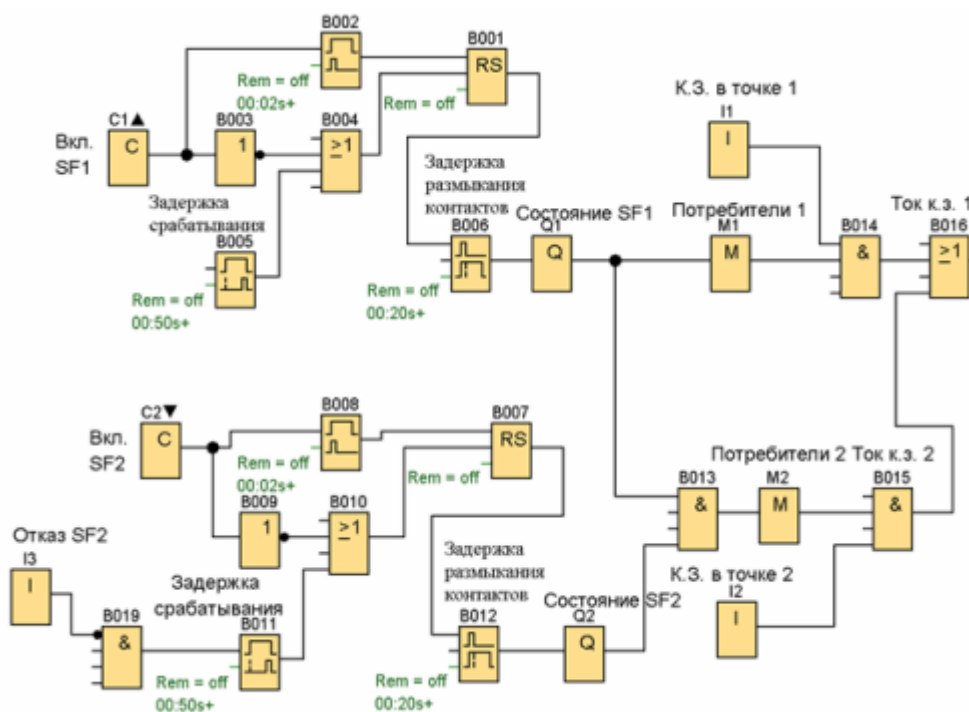 B002
B001
RS
Rem = off
00:02s+
Rem = off
К.З. в точке 1
I1
I
C1▲
C
Вкл.
SF1
B003
1
B004
≥1
Задержка
размыкания
контактов
Задержка
срабатывания
B005
Rem = off
00:50s+
B006
Rem = off
00:20s+
Состояние SF1
Q1
Q
Потребители 1
M1
M
B014
&
Ток к.з. 1
B016
≥1
C2▼
C
Вкл.
SF2
B008
Rem = off
00:02s+
B007
RS
Rem = off
B009
1
B010
≥1
Потребители 2 Ток к.з. 2
B013
&
M2
M
B015
&
Отказ SF2
I3
I
Задержка
срабатывания
B019
&
B011
Rem = off
00:50s+
Задержка
размыкания
контактов
B012
Rem = off
00:20s+
Состояние SF2
Q2
Q
К.З. в точке 2
I2
I